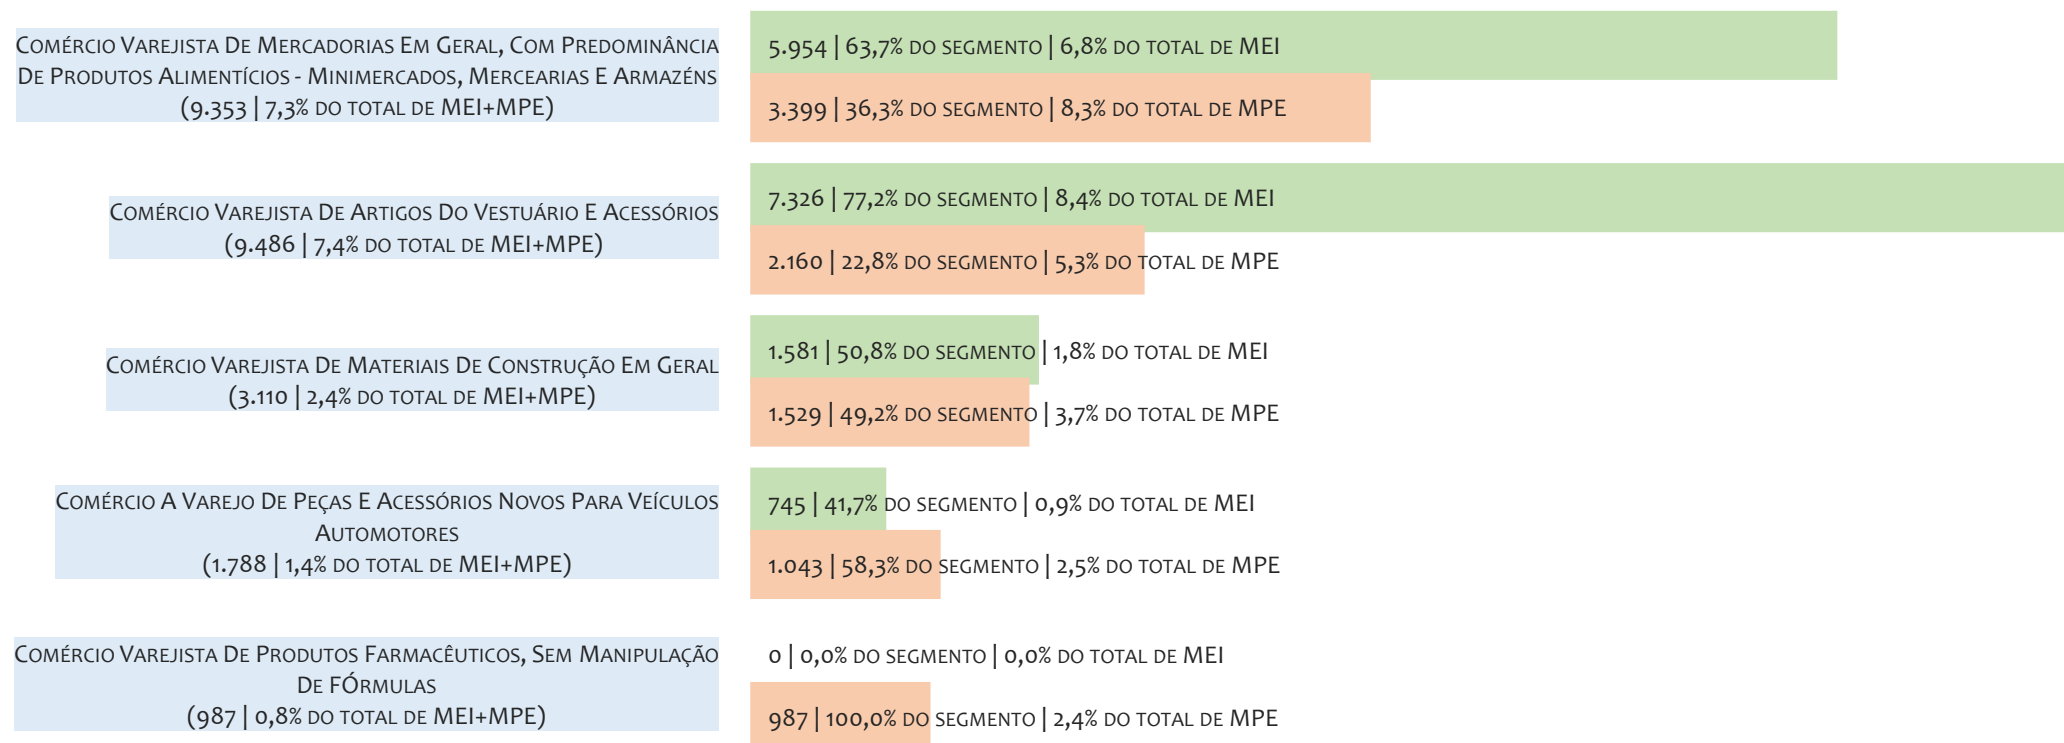 Comércio Varejista De Mercadorias Em Geral, Com Predominância
De Produtos Alimentícios - Minimercados, Mercearias E Armazéns
(9.353 | 7,3% do total de MEI+MPE)
5.954 | 63,7% do segmento | 6,8% do total de MEI
3.399 | 36,3% do segmento | 8,3% do total de MPE
Comércio Varejista De Artigos Do Vestuário E Acessórios
(9.486 | 7,4% do total de MEI+MPE)
7.326 | 77,2% do segmento | 8,4% do total de MEI
2.160 | 22,8% do segmento | 5,3% do total de MPE
Comércio Varejista De Materiais De Construção Em Geral
(3.110 | 2,4% do total de MEI+MPE)
1.581 | 50,8% do segmento | 1,8% do total de MEI
1.529 | 49,2% do segmento | 3,7% do total de MPE
Comércio A Varejo De Peças E Acessórios Novos Para Veículos
Automotores
(1.788 | 1,4% do total de MEI+MPE)
745 | 41,7% do segmento | 0,9% do total de MEI
1.043 | 58,3% do segmento | 2,5% do total de MPE
Comércio Varejista De Produtos Farmacêuticos, Sem Manipulação
De FÓrmulas
(987 | 0,8% do total de MEI+MPE)
0 | 0,0% do segmento | 0,0% do total de MEI
987 | 100,0% do segmento | 2,4% do total de MPE